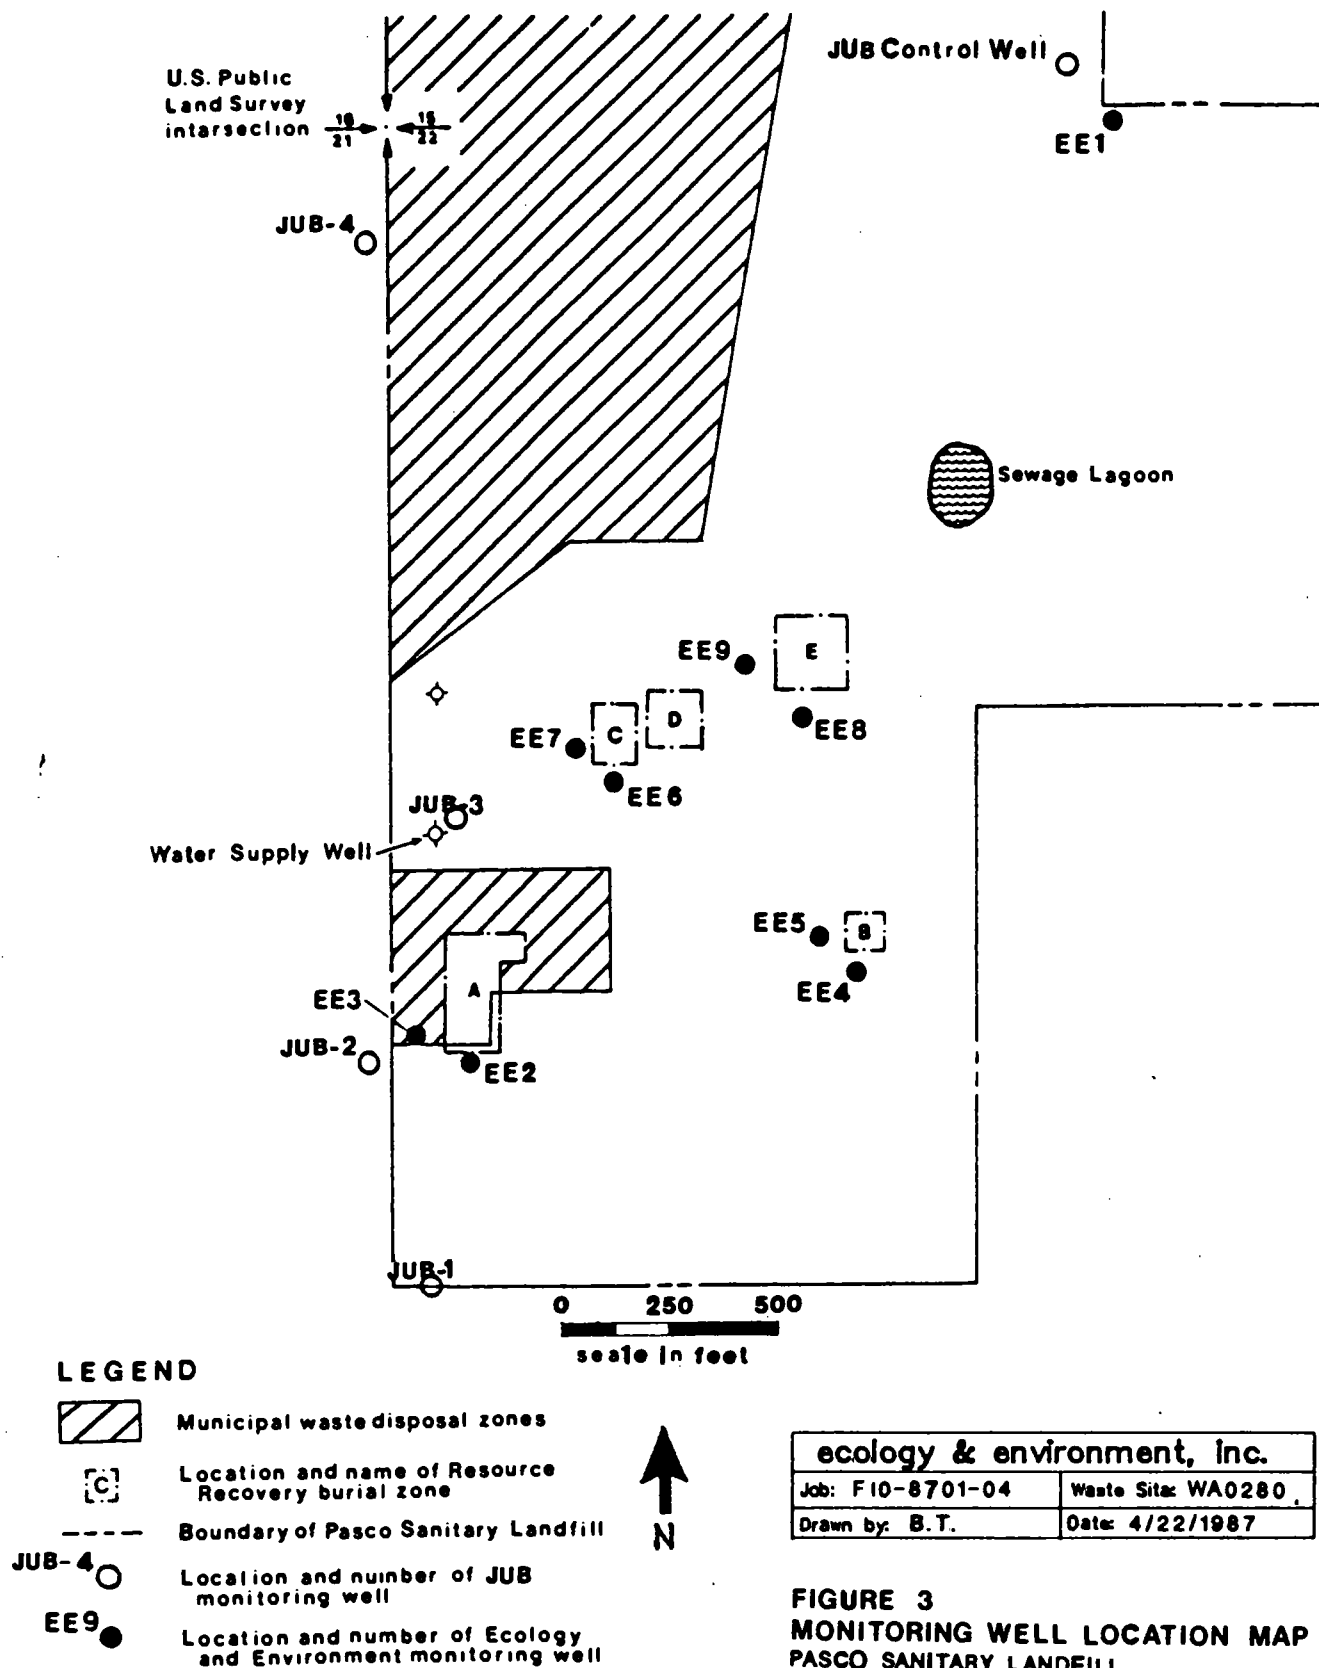 JUB Control Well
U.S. Public
Land Survey
intarsection
16
21
15
22
EE1
JUB-4
Sewage Lagoon
EE9
E
D
C
EE7
EE8
EE6
JUB-3
Water Supply Well
EE5
B
EE4
A
EE3
JUB-2
EE2
JUB-1
0 250 500
scale in feet
LEGEND
Municipal waste disposal zones
C
Location and name of Resource
Recovery burial zone
Boundary of Pasco Sanitary Landfill
JUB-4
Location and number of JUB
monitoring well
EE9
Location and number of Ecology
and Environment monitoring well
N
ecology & environment, inc.
Job: F10-8701-04
Waste Site: WA0280
Drawn by: B.T.
Date: 4/22/1987
FIGURE 3
MONITORING WELL LOCATION MAP
PASCO SANITARY LANDFILL